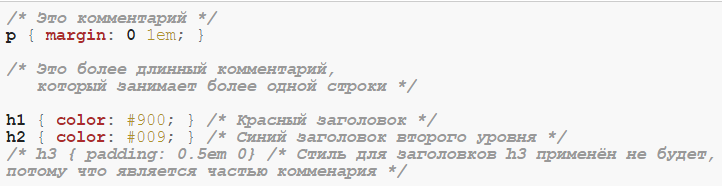 /* Это комментарий */
p { margin: 0 1em; }
/* Это более длинный комментарий,
который занимает более одной строки */
h1 { color: #900; } /* Красный заголовок */
h2 { color: #009; } /* Синий заголовок второго уровня */
/* h3 { padding: 0.5em 0} /* Стиль для заголовков h3 применён не будет,
потому что является частью комменария */